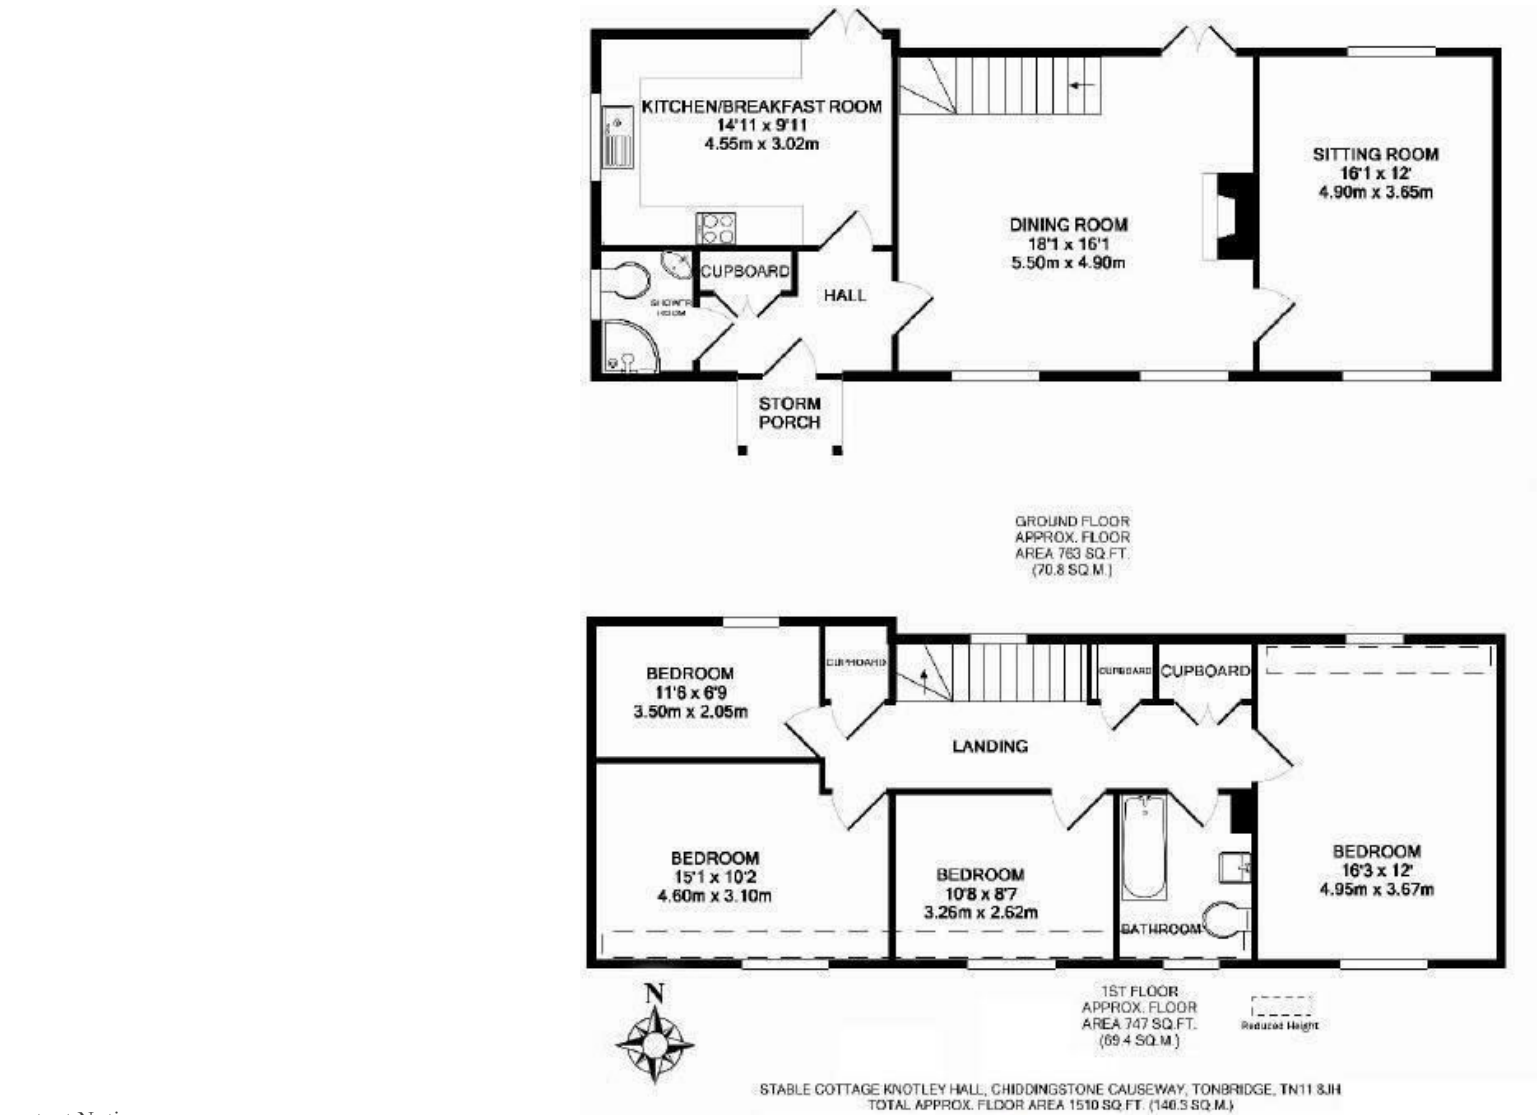 KITCHEN/BREAKFAST ROOM
14'11 x 9'11
4.55m x 3.02m
SITTING ROOM
16'1 x 12'
4.90m x 3.65m
DINING ROOM
18'1 x 16'1
5.50m x 4.90m
CUPBOARD
HALL
SHOWER
ROOM
STORM
PORCH
GROUND FLOOR
APPROX. FLOOR
AREA 763 SQ.FT.
(70.8 SQ.M.)
BEDROOM
11'6 x 6'9
3.50m x 2.05m
CUPBOARD
CUPBOARD
CUPBOARD
LANDING
BEDROOM
15'1 x 10'2
4.60m x 3.10m
BEDROOM
10'8 x 8'7
3.26m x 2.62m
BATHROOM
BEDROOM
16'3 x 12'
4.95m x 3.67m
N
1ST FLOOR
APPROX. FLOOR
AREA 747 SQ.FT.
(69.4 SQ.M.)
Reduced Height
STABLE COTTAGE KNOTLEY HALL, CHIDDINGSTONE CAUSEWAY, TONBRIDGE, TN11 8JH
TOTAL APPROX. FLOOR AREA 1510 SQ.FT. (140.3 SQ.M.)